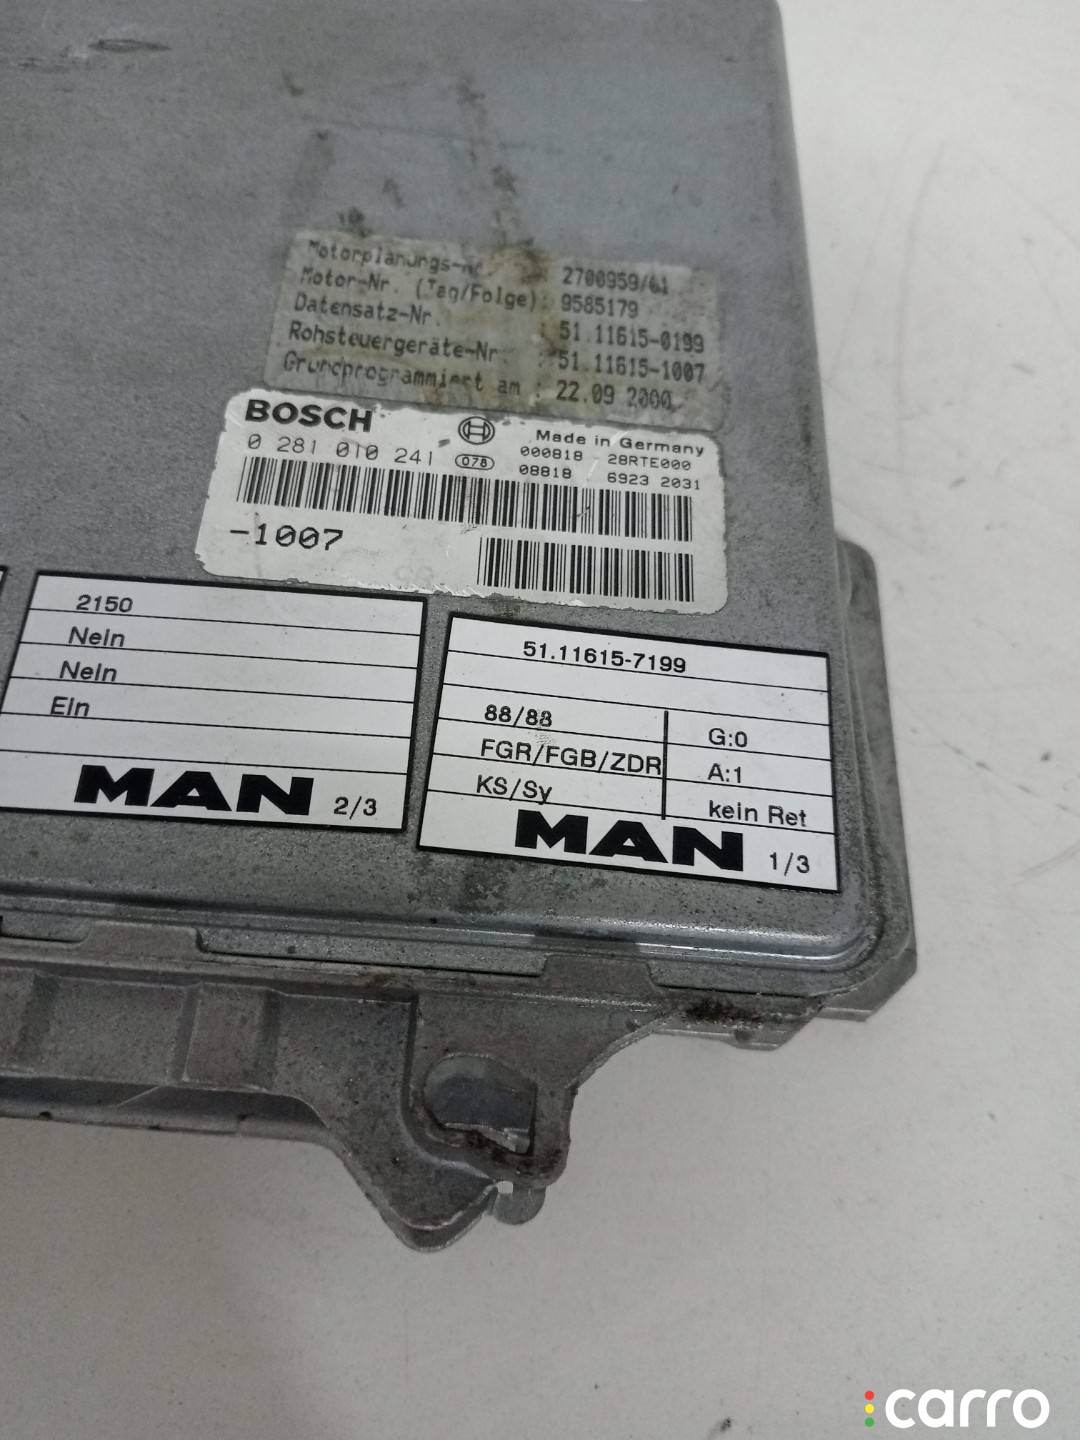 Motorplanungs-Nr. : 2700959/61
Motor-Nr. (Tag/Folge): 9585179
Datensatz-Nr. : 51.11615-0199
Rohsteuergeräte-Nr : 51.11615-1007
Grundprogrammiert am : 22.09 2000
BOSCH
Made in Germany
0 281 010 241 078
000818 28RTE000
08818 6923 2031
-1007
2150
Nein
Nein
Ein
MAN 2/3
51.11615-7199
88/88 G:0
FGR/FGB/ZDR A:1
KS/Sy kein Ret
MAN 1/3
carro